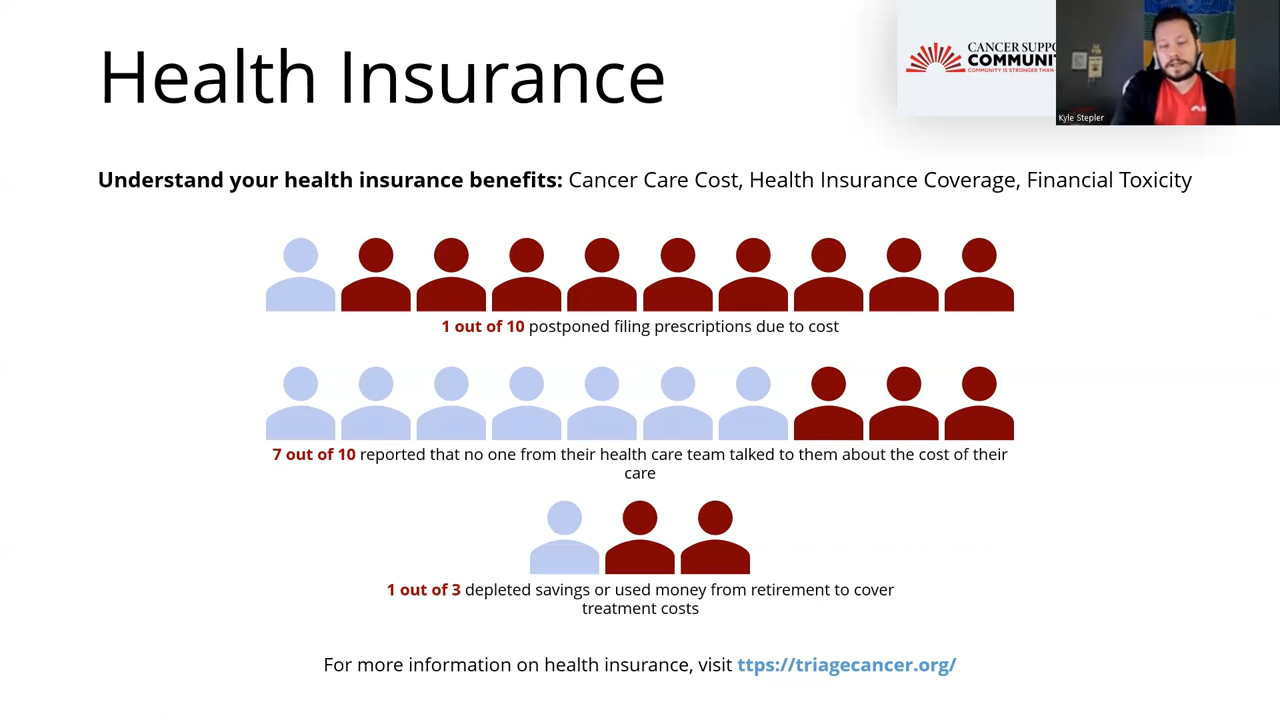 Health Insurance
CANCER SUPPO
COMMUNIT
COMMUNITY IS STRONGER THAN
Kyle Stepler
Understand your health insurance benefits: Cancer Care Cost, Health Insurance Coverage, Financial Toxicity
1 out of 10 postponed filing prescriptions due to cost
7 out of 10 reported that no one from their health care team talked to them about the cost of their
care
1 out of 3 depleted savings or used money from retirement to cover
treatment costs
For more information on health insurance, visit ttps://triagecancer.org/